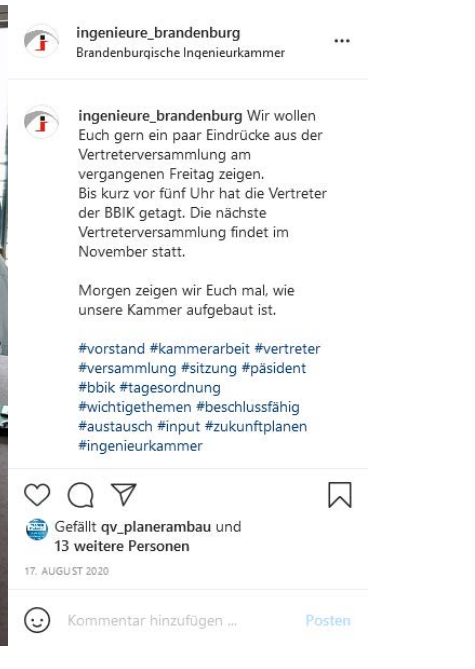 ingenieure_brandenburg
Brandenburgische Ingenieurkammer
ingenieure_brandenburg Wir wollen
Euch gern ein paar Eindrücke aus der
Vertreterversammlung am
vergangenen Freitag zeigen.
Bis kurz vor fünf Uhr hat die Vertreter
der BBIK getagt. Die nächste
Vertreterversammlung findet im
November statt.
Morgen zeigen wir Euch mal, wie
unsere Kammer aufgebaut ist.
#vorstand #kammerarbeit #vertreter
#versammlung #sitzung #päsident
#bbik #tagesordnung
#wichtigethemen #beschlussfähig
#austausch #input #zukunftplanen
#ingenieurkammer
Gefällt qv_planerambau und
13 weitere Personen
17. AUGUST 2020
Kommentar hinzufügen ... Posten